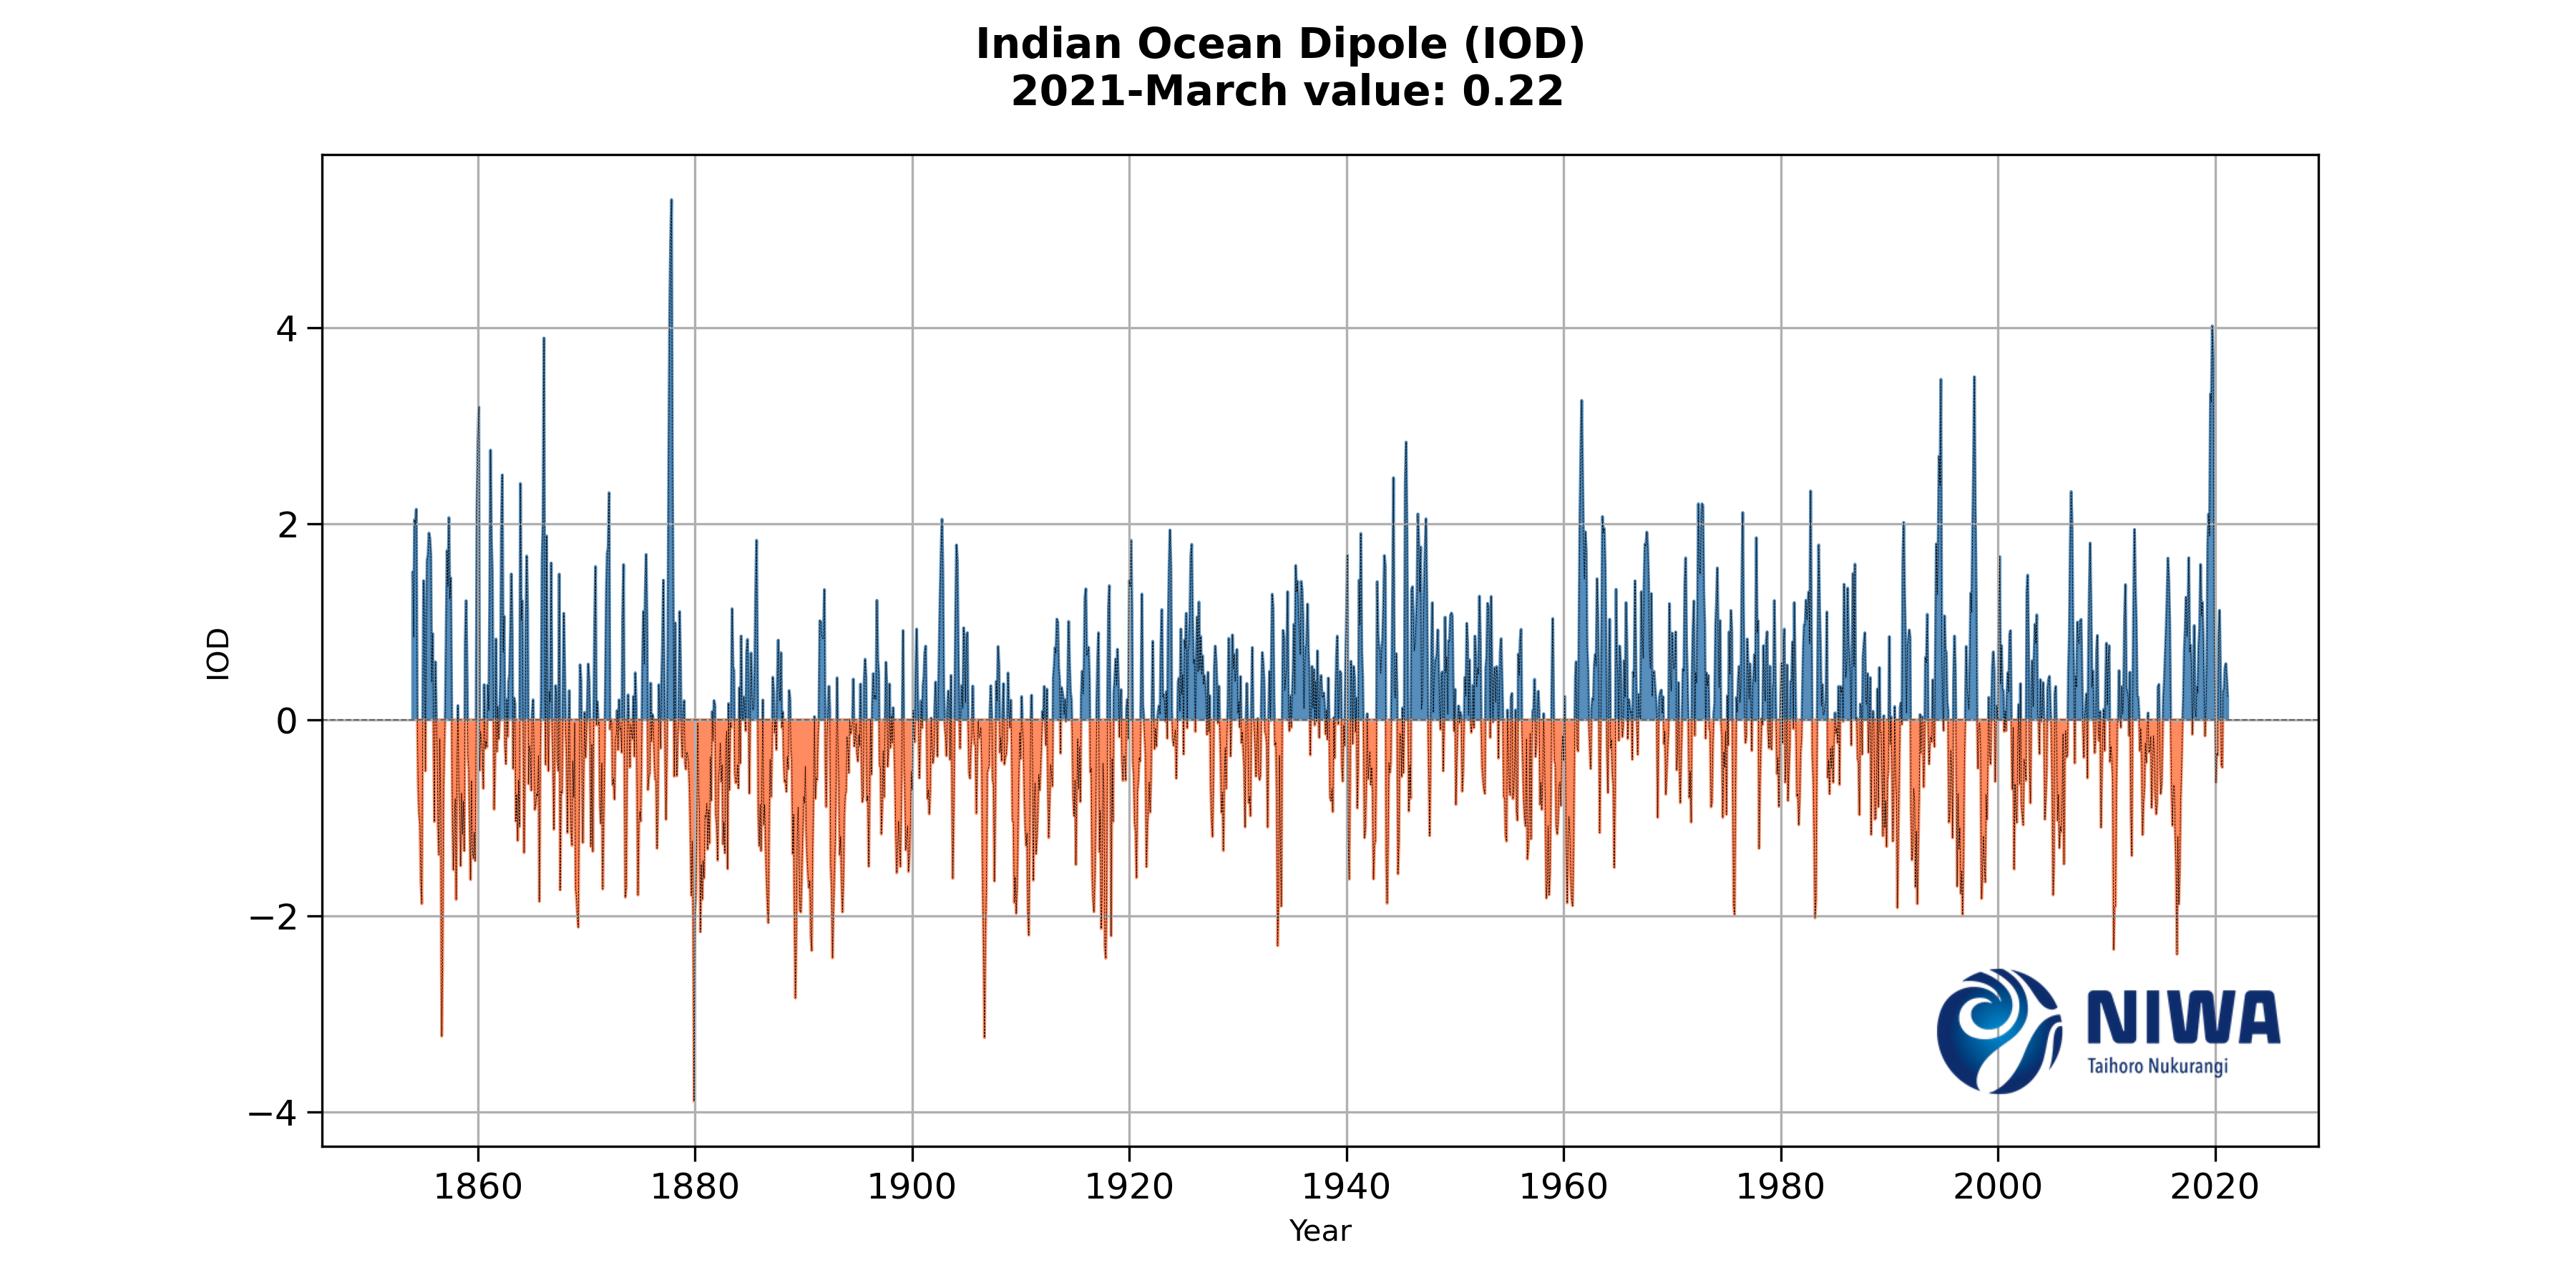 Indian Ocean Dipole (IOD)
2021-March value: 0.22
IOD
4
2
0
−2
−4
1860
1880
1900
1920
1940
1960
1980
2000
2020
Year
NIWA
Taihoro Nukurangi